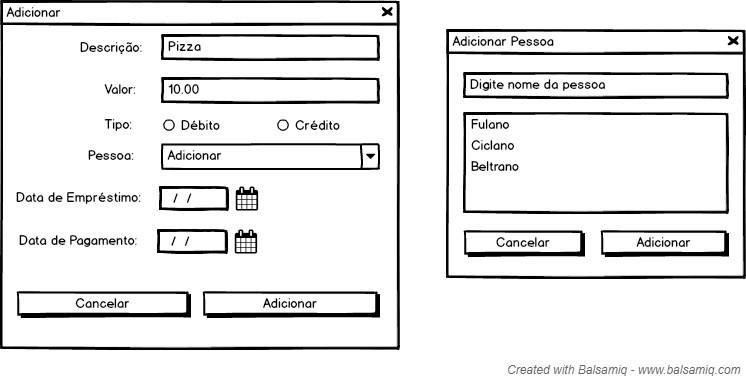 Adicionar
Descrição: Pizza
Valor: 10.00
Tipo: Débito Crédito
Pessoa: Adicionar
Data de Empréstimo: / /
Data de Pagamento: / /
Cancelar Adicionar
Adicionar Pessoa
Digite nome da pessoa
Fulano
Ciclano
Beltrano
Cancelar Adicionar
Created with Balsamiq - www.balsamiq.com